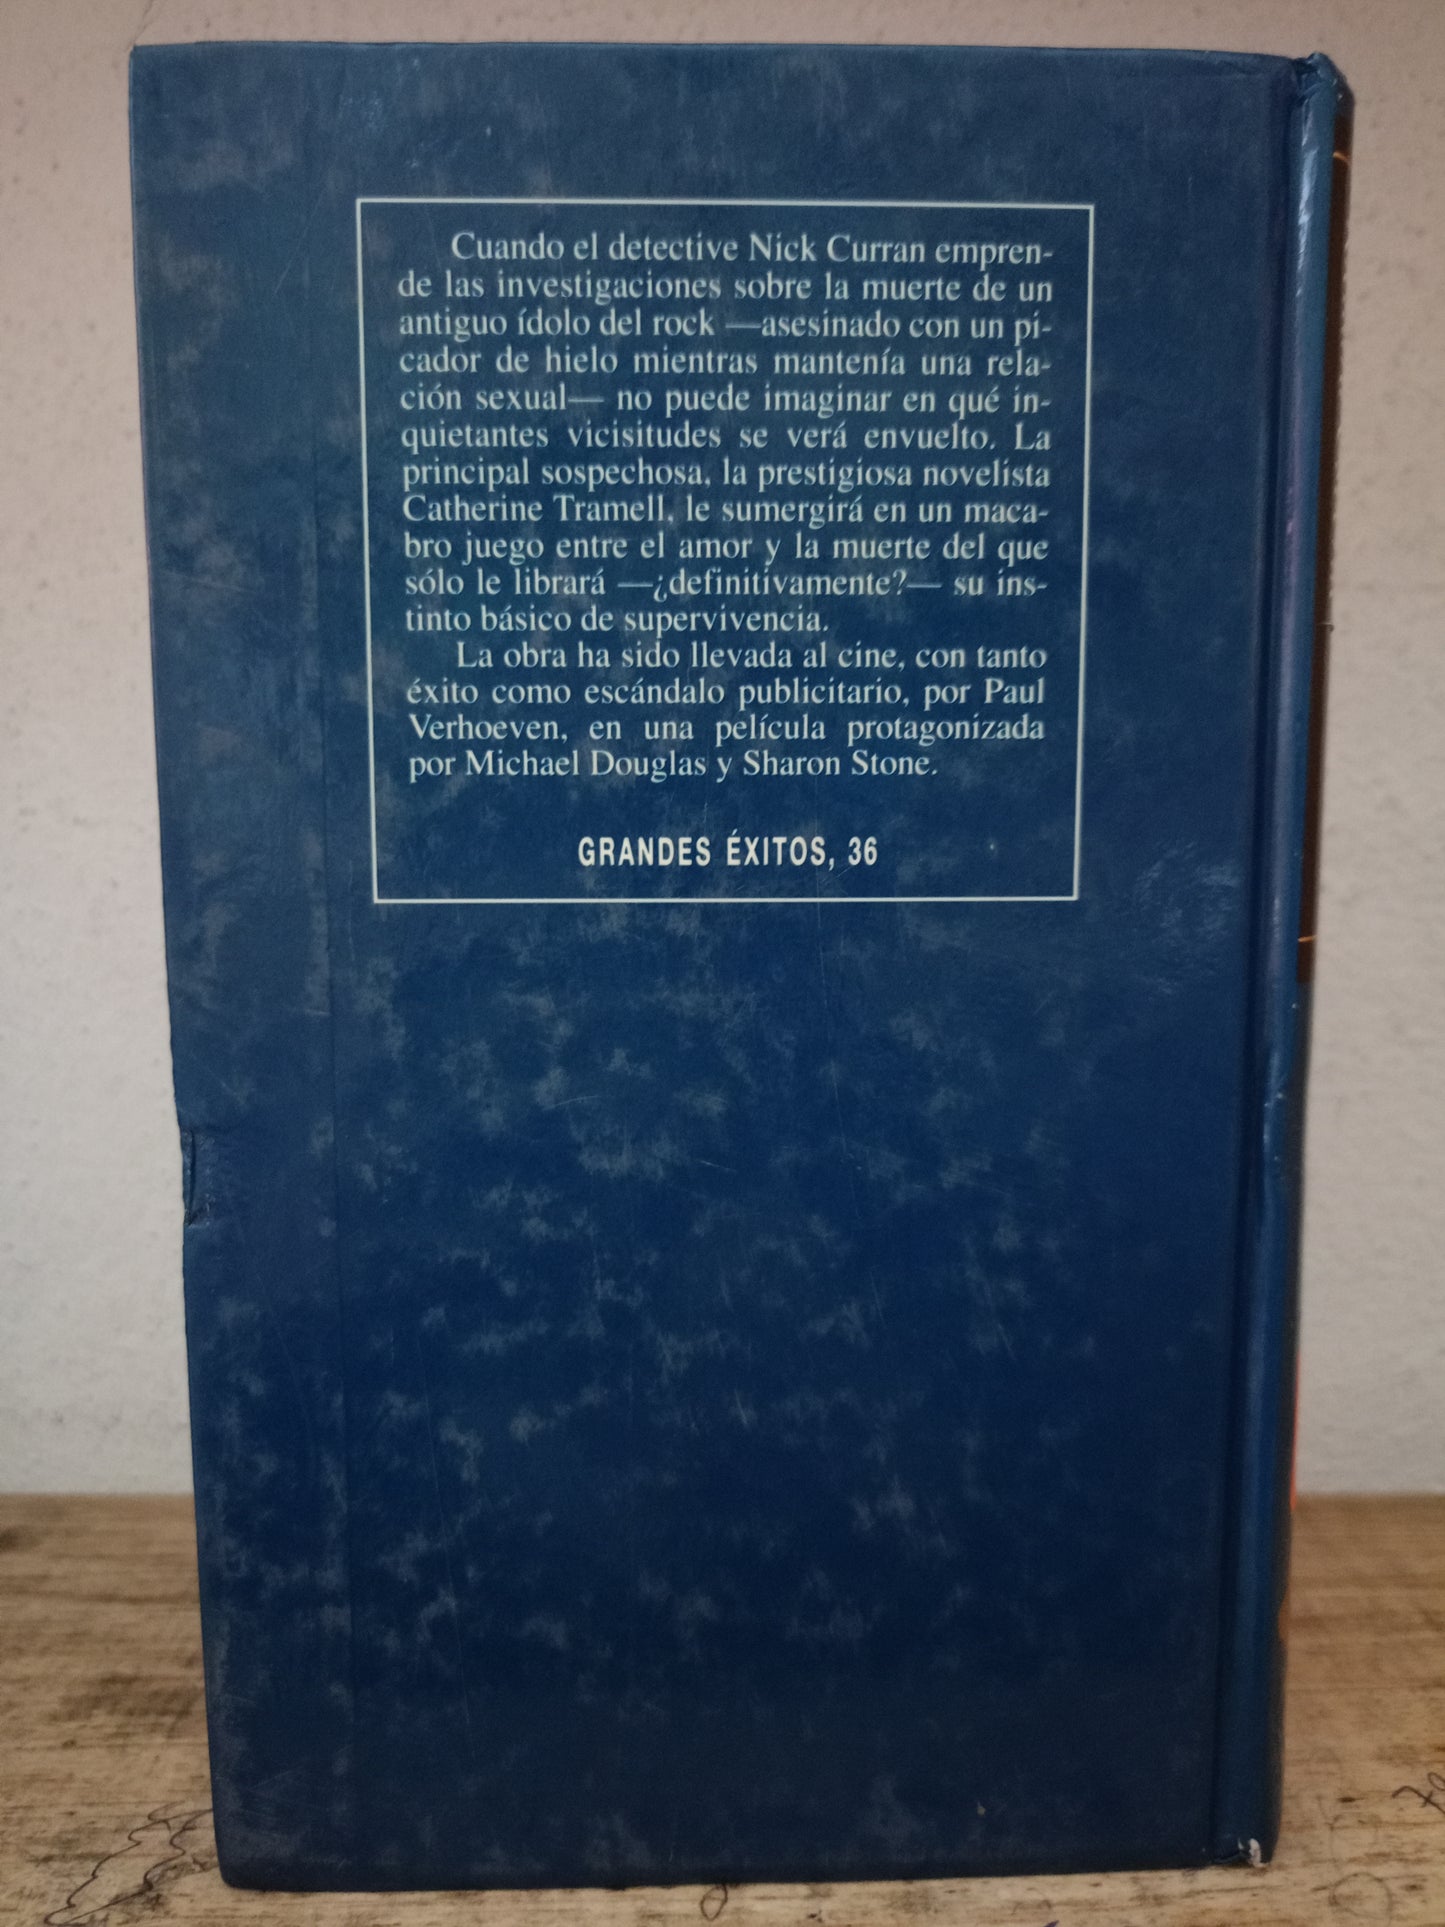 Cuando el detective Nick Curran empren-
de las investigaciones sobre la muerte de un
antiguo ídolo del rock —asesinado con un pi-
cador de hielo mientras mantenía una rela-
ción sexual— no puede imaginar en qué in-
quietantes vicisitudes se verá envuelto. La
principal sospechosa, la prestigiosa novelista
Catherine Tramell, le sumergirá en un maca-
bro juego entre el amor y la muerte del que
sólo le librará —¿definitivamente?— su ins-
tinto básico de supervivencia.
La obra ha sido llevada al cine, con tanto
éxito como escándalo publicitario, por Paul
Verhoeven, en una película protagonizada
por Michael Douglas y Sharon Stone.
GRANDES ÉXITOS, 36